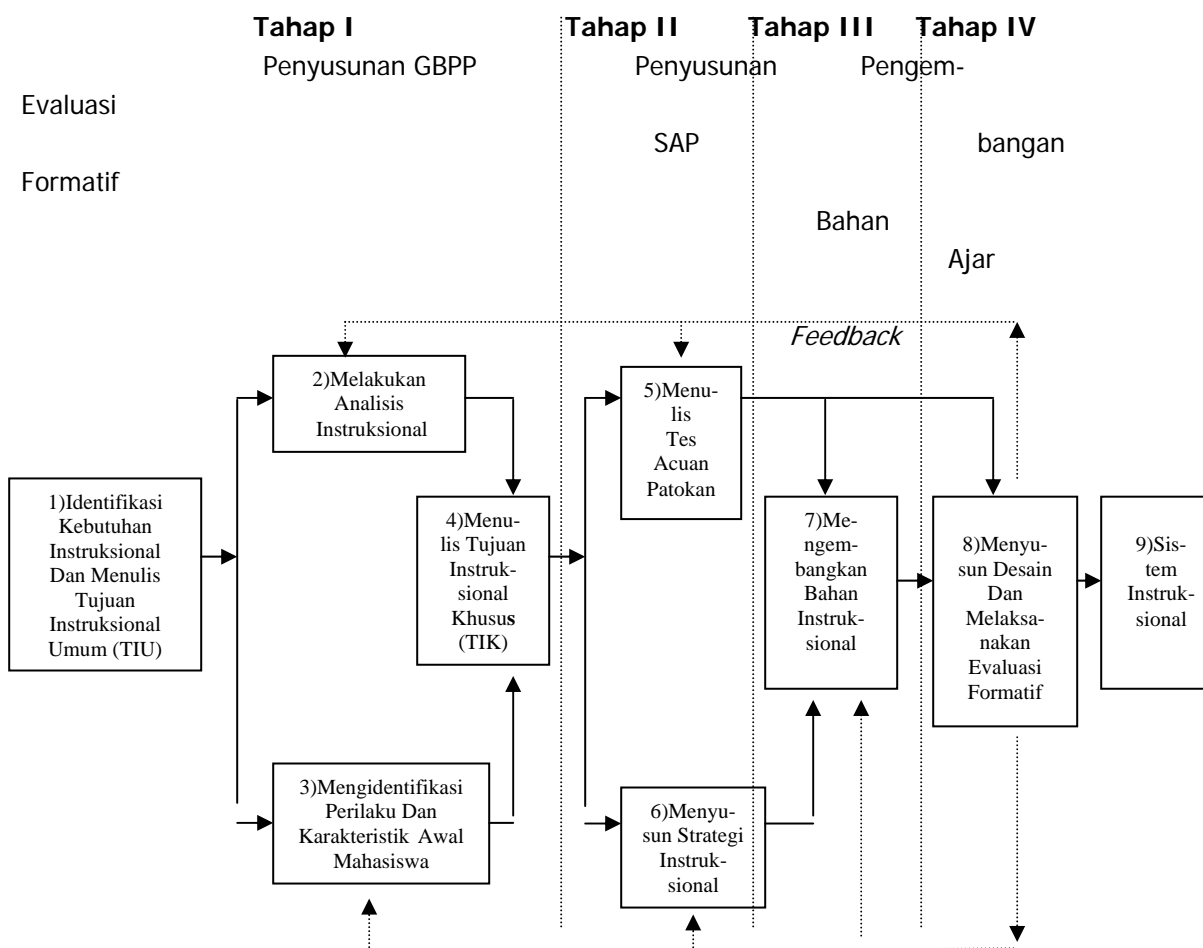 Tahap I Tahap II Tahap III Tahap IV
Penyusunan GBPP Penyusunan Pengem-
Evaluasi
SAP bangan
Formatif
Bahan
Ajar
Feedback
2)Melakukan
Analisis
Instruksional
5)Menu-
lis
Tes
Acuan
Patokan
1)Identifikasi
Kebutuhan
Instruksional
Dan Menulis
Tujuan
Instruksional
Umum (TIU)
4)Menu-
lis Tujuan
Instruk-
sional
Khusus
(TIK)
7)Me-
ngem-
bangkan
Bahan
Instruk-
sional
8)Menyu-
sun Desain
Dan
Melaksa-
nakan
Evaluasi
Formatif
9)Sis-
tem
Instruk-
sional
3)Mengidentifikasi
Perilaku Dan
Karakteristik Awal
Mahasiswa
6)Menyu-
sun Strategi
Instruk-
sional